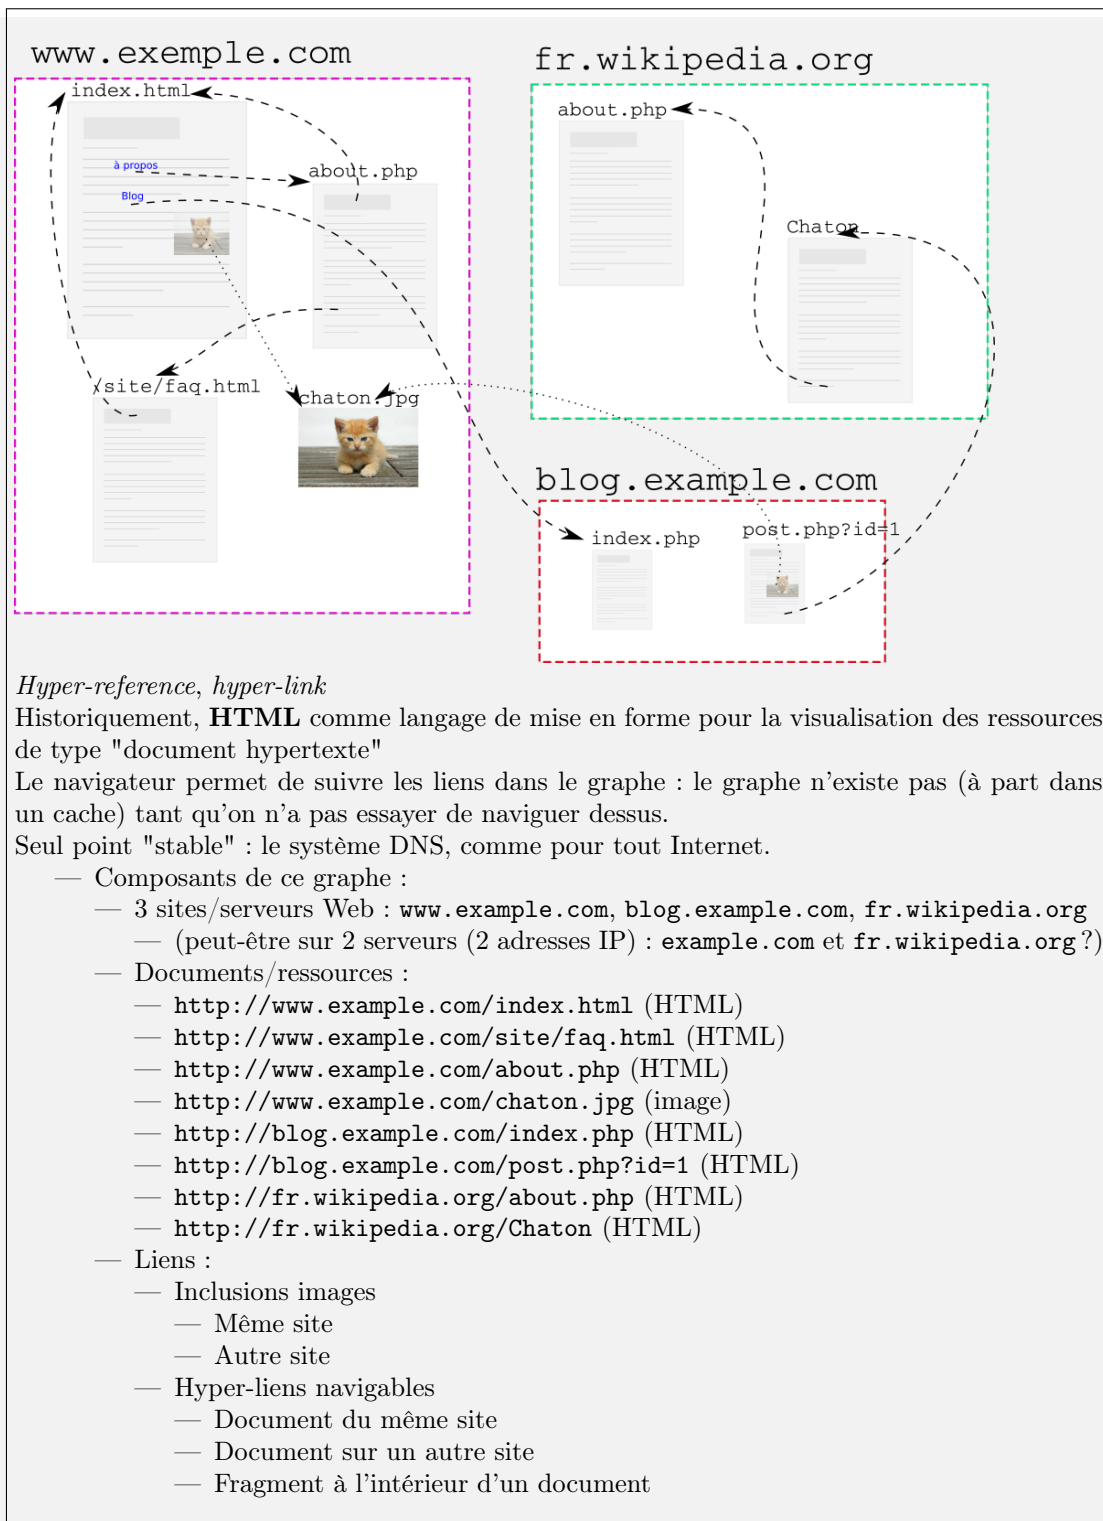 www.exemple.com
fr.wikipedia.org
index.html
about.php
à propos
about.php
Blog
Chaton
/site/faq.html
chaton.jpg
blog.example.com
index.php
post.php?id=1
Hyper-reference, hyper-link
Historiquement, HTML comme langage de mise en forme pour la visualisation des ressources
de type "document hypertexte"
Le navigateur permet de suivre les liens dans le graphe : le graphe n'existe pas (à part dans
un cache) tant qu'on n'a pas essayer de naviguer dessus.
Seul point "stable" : le système DNS, comme pour tout Internet.
— Composants de ce graphe :
— 3 sites/serveurs Web : www.example.com, blog.example.com, fr.wikipedia.org
— (peut-être sur 2 serveurs (2 adresses IP) : example.com et fr.wikipedia.org ?)
— Documents/ressources :
— http://www.example.com/index.html (HTML)
— http://www.example.com/site/faq.html (HTML)
— http://www.example.com/about.php (HTML)
— http://www.example.com/chaton.jpg (image)
— http://blog.example.com/index.php (HTML)
— http://blog.example.com/post.php?id=1 (HTML)
— http://fr.wikipedia.org/about.php (HTML)
— http://fr.wikipedia.org/Chaton (HTML)
— Liens :
— Inclusions images
— Même site
— Autre site
— Hyper-liens navigables
— Document du même site
— Document sur un autre site
— Fragment à l'intérieur d'un document